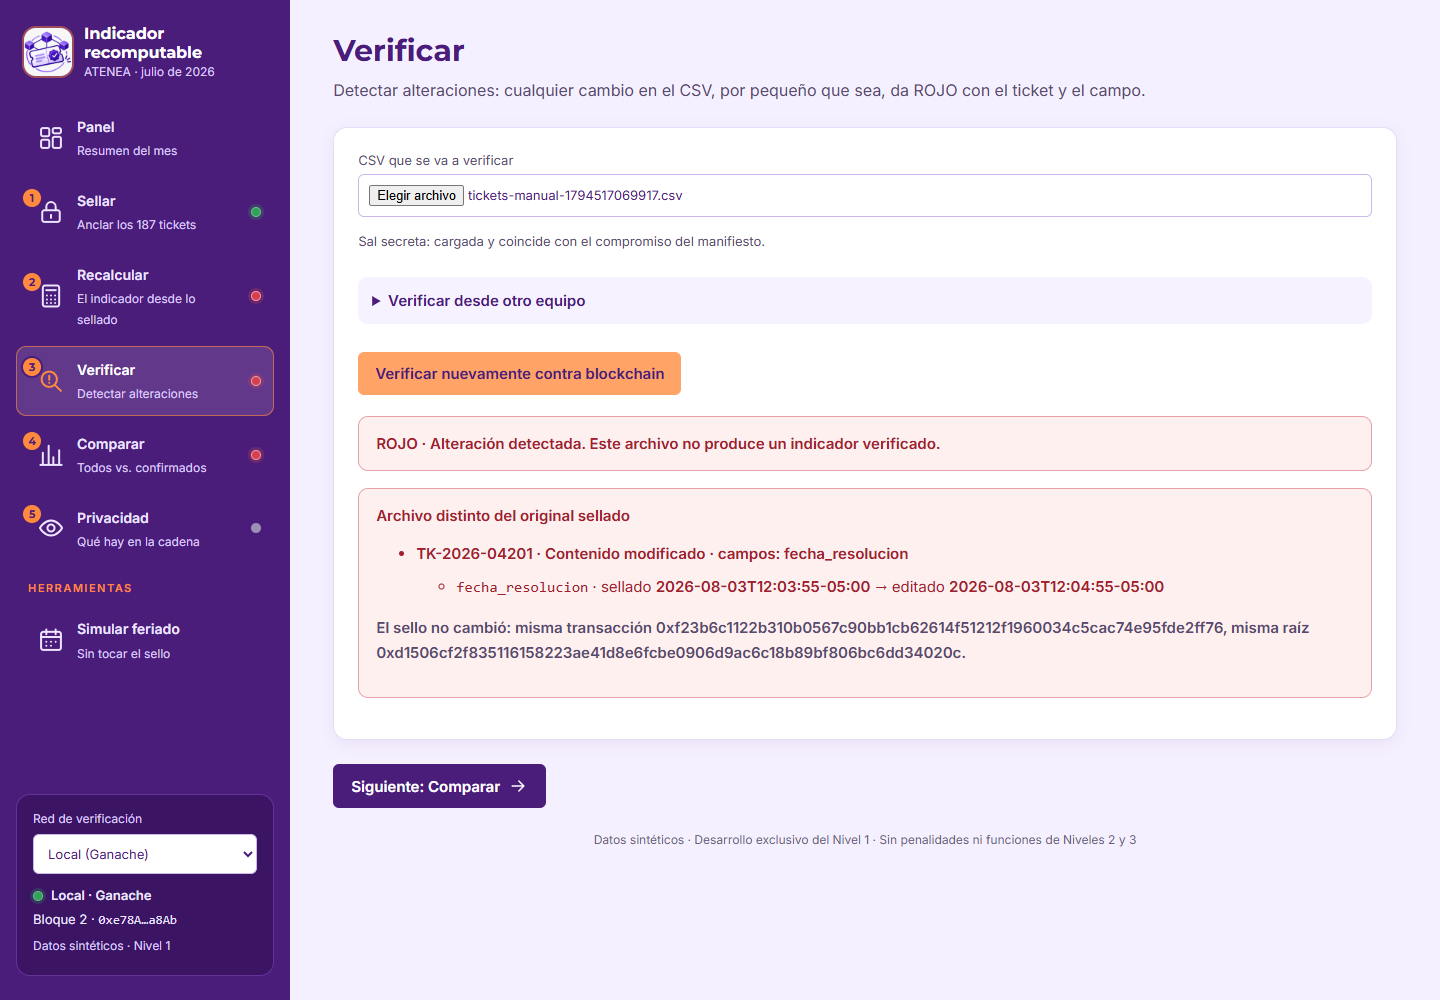 Indicador
recomputable
ATENEA · julio de 2026
Panel
Resumen del mes
1
Sellar
Anclar los 187 tickets
2
Recalcular
El indicador desde lo
sellado
3
Verificar
Detectar alteraciones
4
Comparar
Todos vs. confirmados
5
Privacidad
Qué hay en la cadena
HERRAMIENTAS
Simular feriado
Sin tocar el sello
Red de verificación
Local (Ganache)
Local · Ganache
Bloque 2 · 0xe78A…a8Ab
Datos sintéticos · Nivel 1
Verificar
Detectar alteraciones: cualquier cambio en el CSV, por pequeño que sea, da ROJO con el ticket y el campo.
CSV que se va a verificar
Elegir archivo tickets-manual-1794517069917.csv
Sal secreta: cargada y coincide con el compromiso del manifiesto.
Verificar desde otro equipo
Verificar nuevamente contra blockchain
ROJO · Alteración detectada. Este archivo no produce un indicador verificado.
Archivo distinto del original sellado
TK-2026-04201 · Contenido modificado · campos: fecha_resolucion
fecha_resolucion · sellado 2026-08-03T12:03:55-05:00 → editado 2026-08-03T12:04:55-05:00
El sello no cambió: misma transacción 0xf23b6c1122b310b0567c90bb1cb62614f51212f1960034c5cac74e95fde2ff76, misma raíz
0xd1506cf2f835116158223ae41d8e6fcbe0906d9ac6c18b89bf806bc6dd34020c.
Siguiente: Comparar →
Datos sintéticos · Desarrollo exclusivo del Nivel 1 · Sin penalidades ni funciones de Niveles 2 y 3